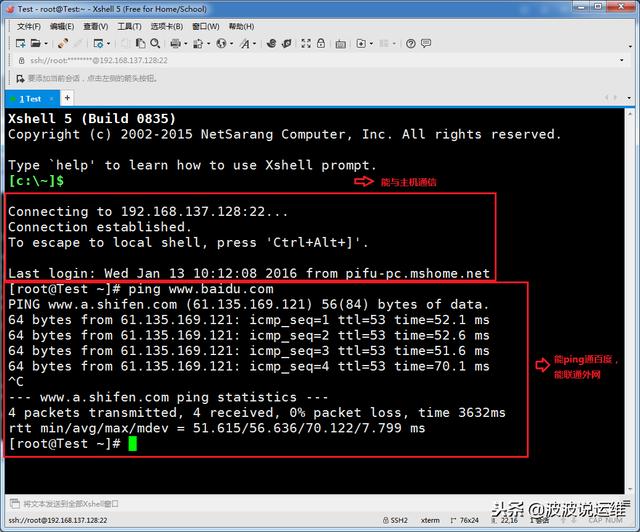 Test - root@Test:~ - Xshell 5 (Free for Home/School)
文件(F) 编辑(E) 查看(V) 工具(T) 选项卡(B) 窗口(W) 帮助(H)
ssh://root:********@192.168.137.128:22
要添加当前会话，点击左侧的箭头按钮。
1 Test
Xshell 5 (Build 0835)
Copyright (c) 2002-2015 NetSarang Computer, Inc. All rights reserved.
Type `help' to learn how to use Xshell prompt.
[c:\~]$
能与主机通信
Connecting to 192.168.137.128:22...
Connection established.
To escape to local shell, press 'Ctrl+Alt+]'.
Last login: Wed Jan 13 10:12:08 2016 from pifu-pc.mshome.net
[root@Test ~]# ping www.baidu.com
PING www.a.shifen.com (61.135.169.121) 56(84) bytes of data.
64 bytes from 61.135.169.121: icmp_seq=1 ttl=53 time=52.1 ms
64 bytes from 61.135.169.121: icmp_seq=2 ttl=53 time=52.6 ms
64 bytes from 61.135.169.121: icmp_seq=3 ttl=53 time=51.6 ms
64 bytes from 61.135.169.121: icmp_seq=4 ttl=53 time=70.1 ms
能ping通百度，
能联通外网
^C
--- www.a.shifen.com ping statistics ---
4 packets transmitted, 4 received, 0% packet loss, time 3632ms
rtt min/avg/max/mdev = 51.615/56.636/70.122/7.799 ms
[root@Test ~]#
将文本发送到全部Xshell窗口
头条@波波说运维
ssh://root@192.168.137.128:22 SSH2 xterm 76x24 22,16 1 会话 CAP NUM